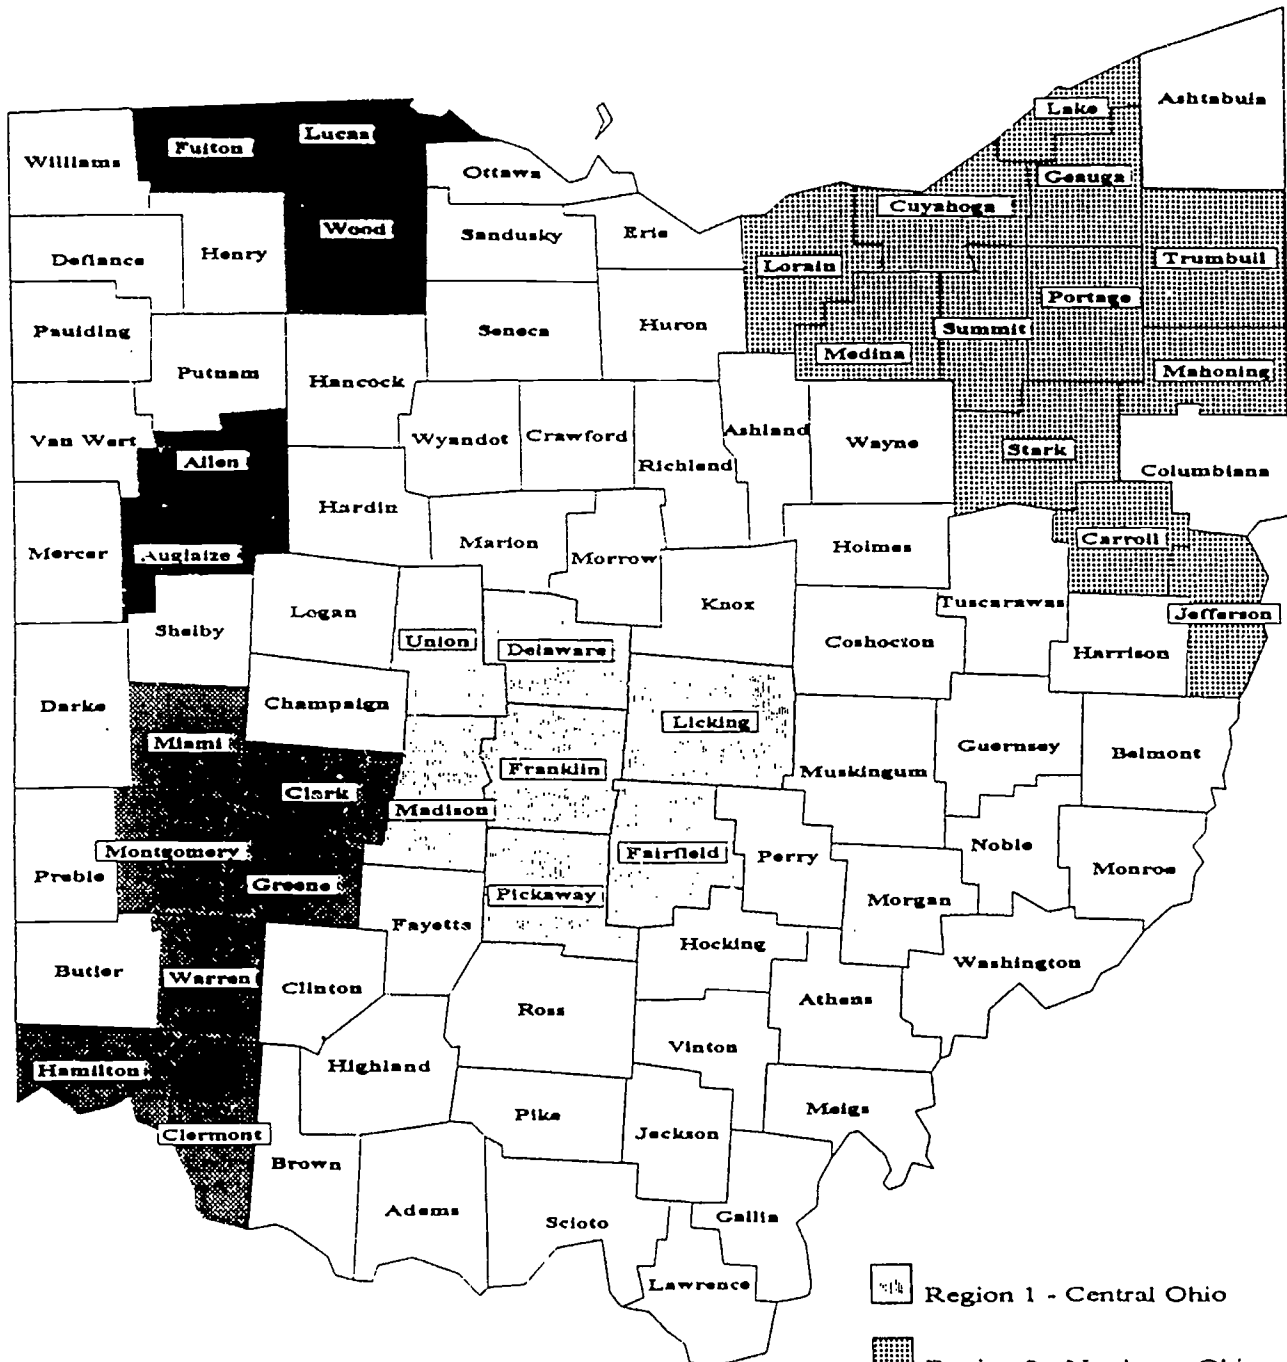 Ashtabula
Lake
Geauga
Lucas
Fulton
Williams
Ottawa
Cuyahoga
Wood
Sandusky
Erie
Henry
Defiance
Lorain
Trumbull
Portage
Paulding
Seneca
Huron
Summit
Medina
Putnam
Hancock
Mahoning
Van Wert
Wyandot
Crawford
Ashland
Wayne
Allen
Richland
Stark
Columbiana
Hardin
Mercer
Auglaize
Marion
Morrow
Holmes
Carroll
Logan
Knox
Tuscarawas
Jefferson
Shelby
Union
Delaware
Coshocton
Harrison
Darke
Champaign
Licking
Miami
Guernsey
Belmont
Franklin
Muskingum
Clark
Madison
Montgomery
Fairfield
Perry
Noble
Preble
Greene
Monroe
Pickaway
Morgan
Fayette
Hocking
Butler
Warren
Washington
Clinton
Athens
Ross
Vinton
Hamilton
Highland
Meigs
Pike
Clermont
Jackson
Brown
Adams
Scioto
Gallia
Lawrence
Region 1 - Central Ohio